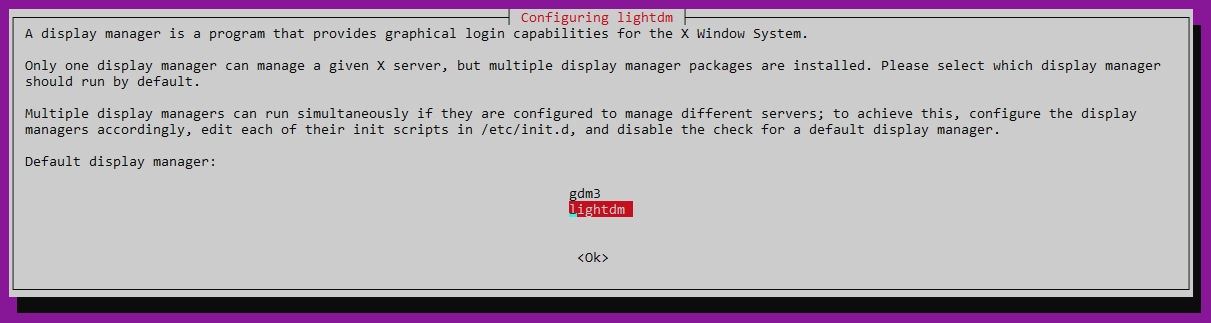 Configuring lightdm
A display manager is a program that provides graphical login capabilities for the X Window System.
Only one display manager can manage a given X server, but multiple display manager packages are installed. Please select which display manager
should run by default.
Multiple display managers can run simultaneously if they are configured to manage different servers; to achieve this, configure the display
managers accordingly, edit each of their init scripts in /etc/init.d, and disable the check for a default display manager.
Default display manager:
gdm3
lightdm
<Ok>